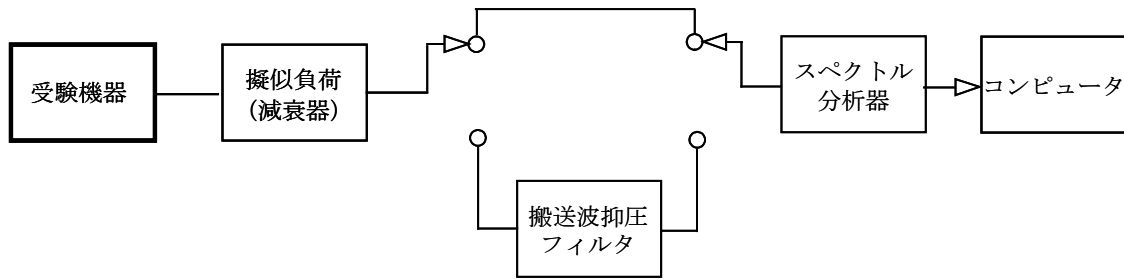 受験機器
擬似負荷
(減衰器)
スペクトル
分析器
コンピュータ
搬送波抑圧
フィルタ